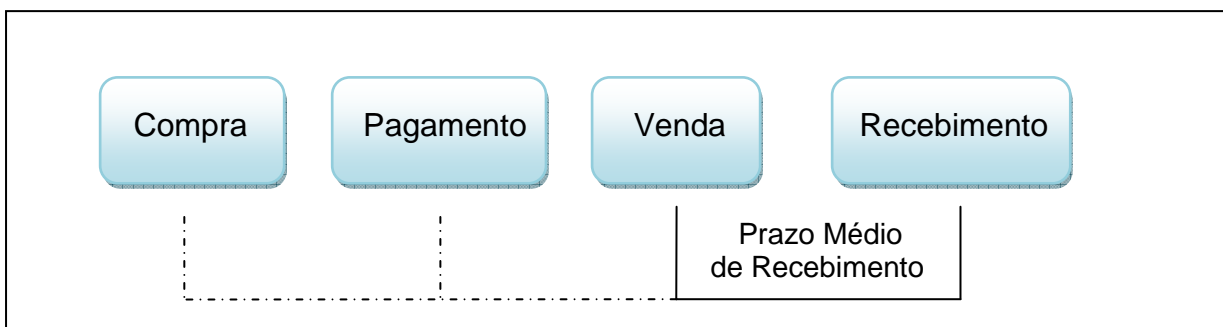 Compra
Pagamento
Venda
Recebimento
Prazo Médio
de Recebimento